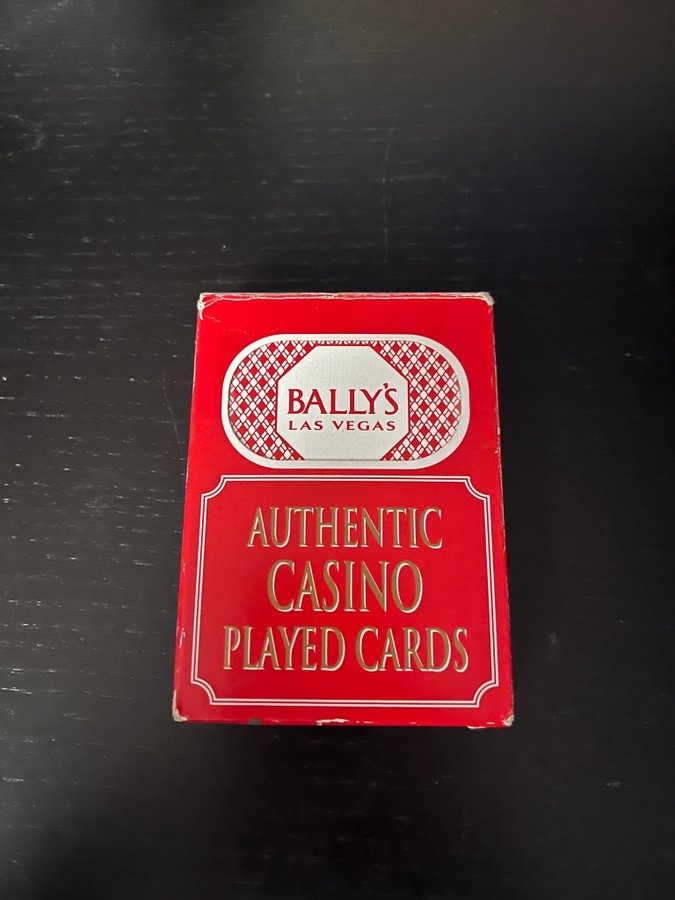 BALLY'S
LAS VEGAS
AUTHENTIC
CASINO
PLAYED CARDS